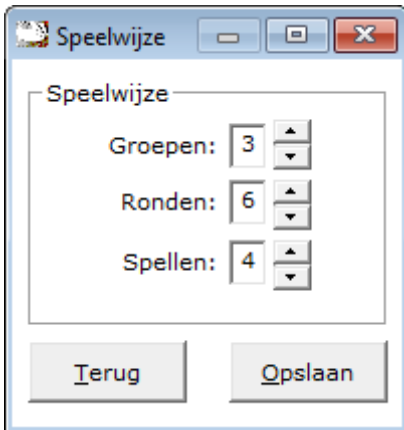 Speelwijze
Speelwijze
Groepen: 3
Ronden: 6
Spellen: 4
Terug Opslaan